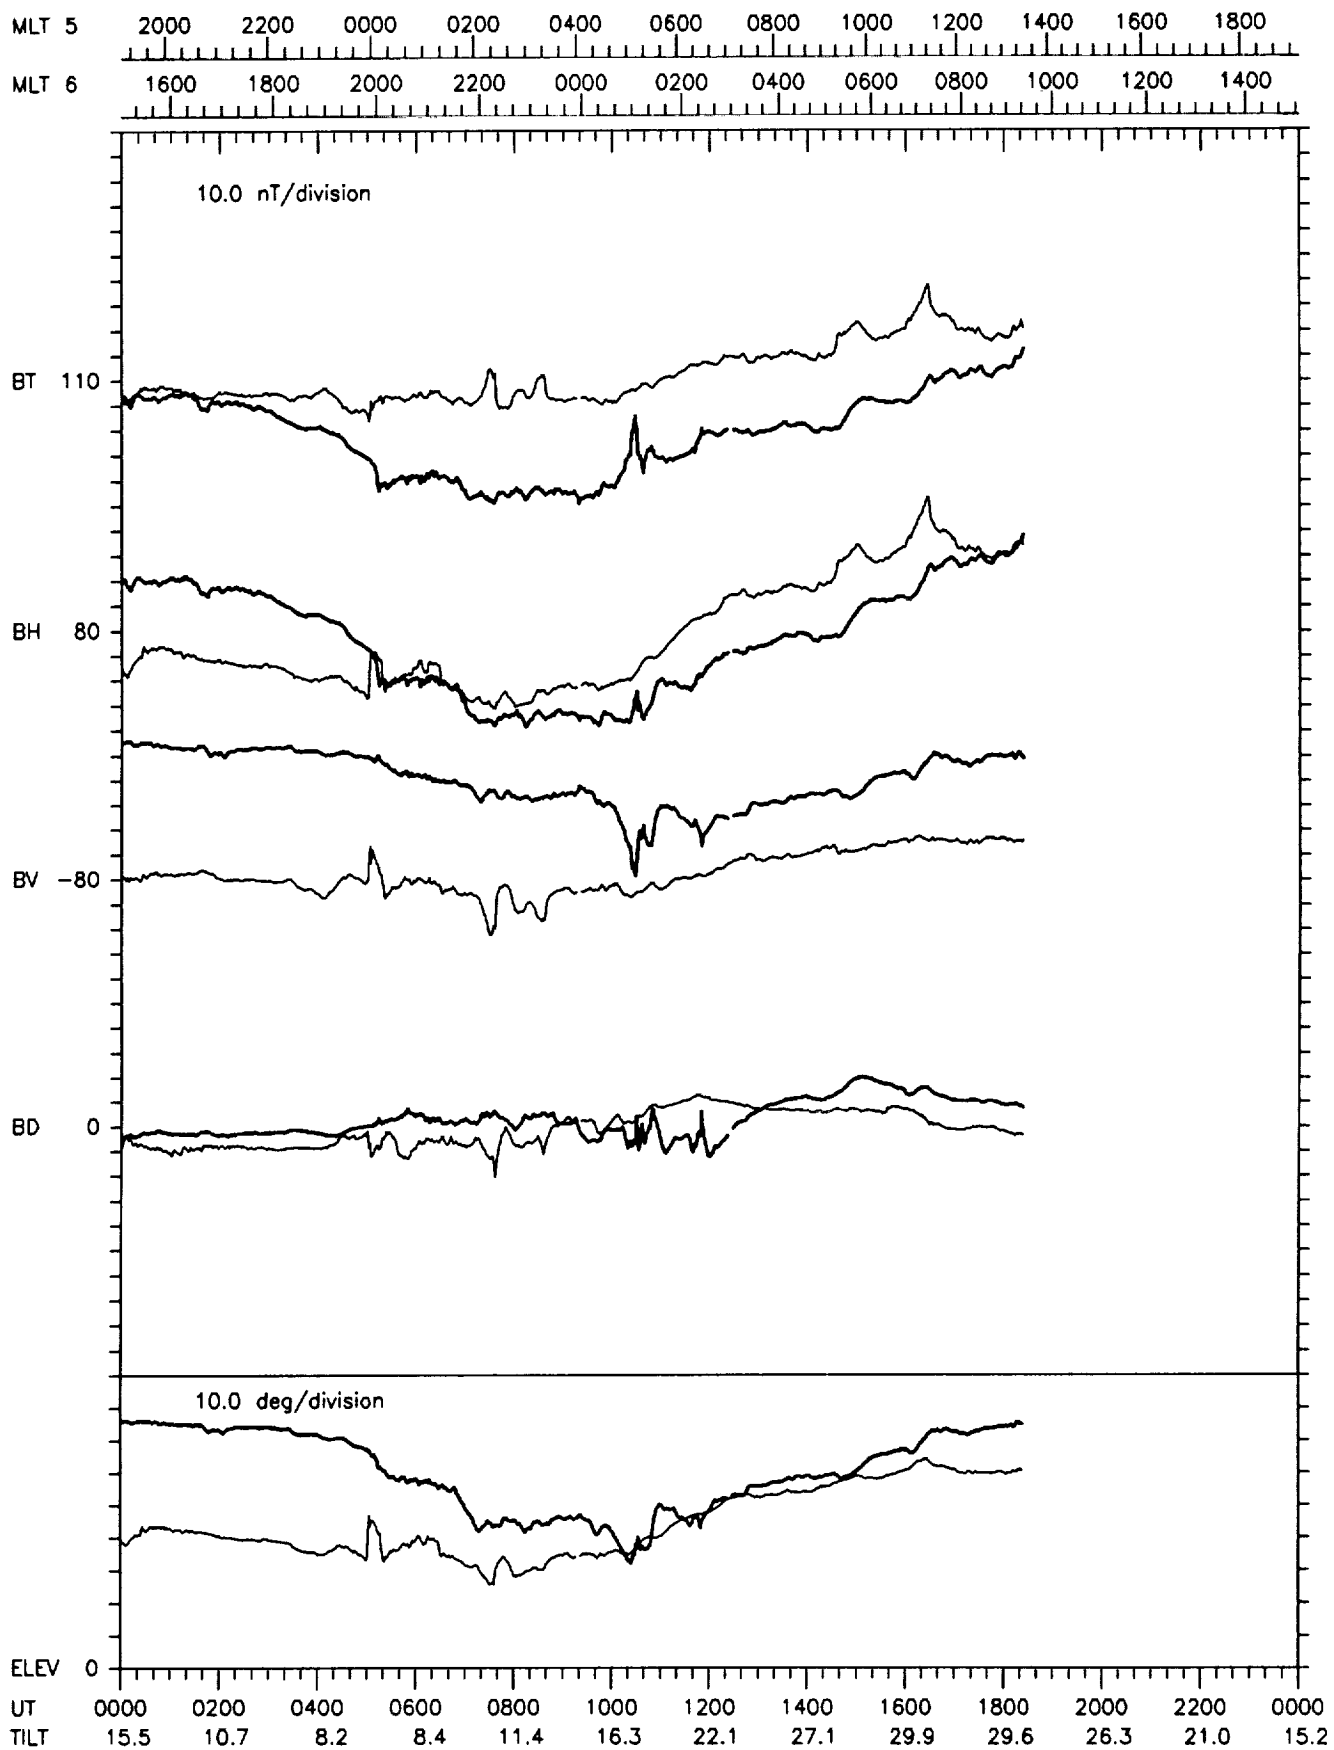 MLT 5 2000 2200 0000 0200 0400 0600 0800 1000 1200 1400 1600 1800
MLT 6 1600 1800 2000 2200 0000 0200 0400 0600 0800 1000 1200 1400
10.0 nT/division
BT 110
BH 80
BV -80
BD 0
10.0 deg/division
ELEV 0
UT 0000 0200 0400 0600 0800 1000 1200 1400 1600 1800 2000 2200 0000
TILT 15.5 10.7 8.2 8.4 11.4 16.3 22.1 27.1 29.9 29.6 26.3 21.0 15.2